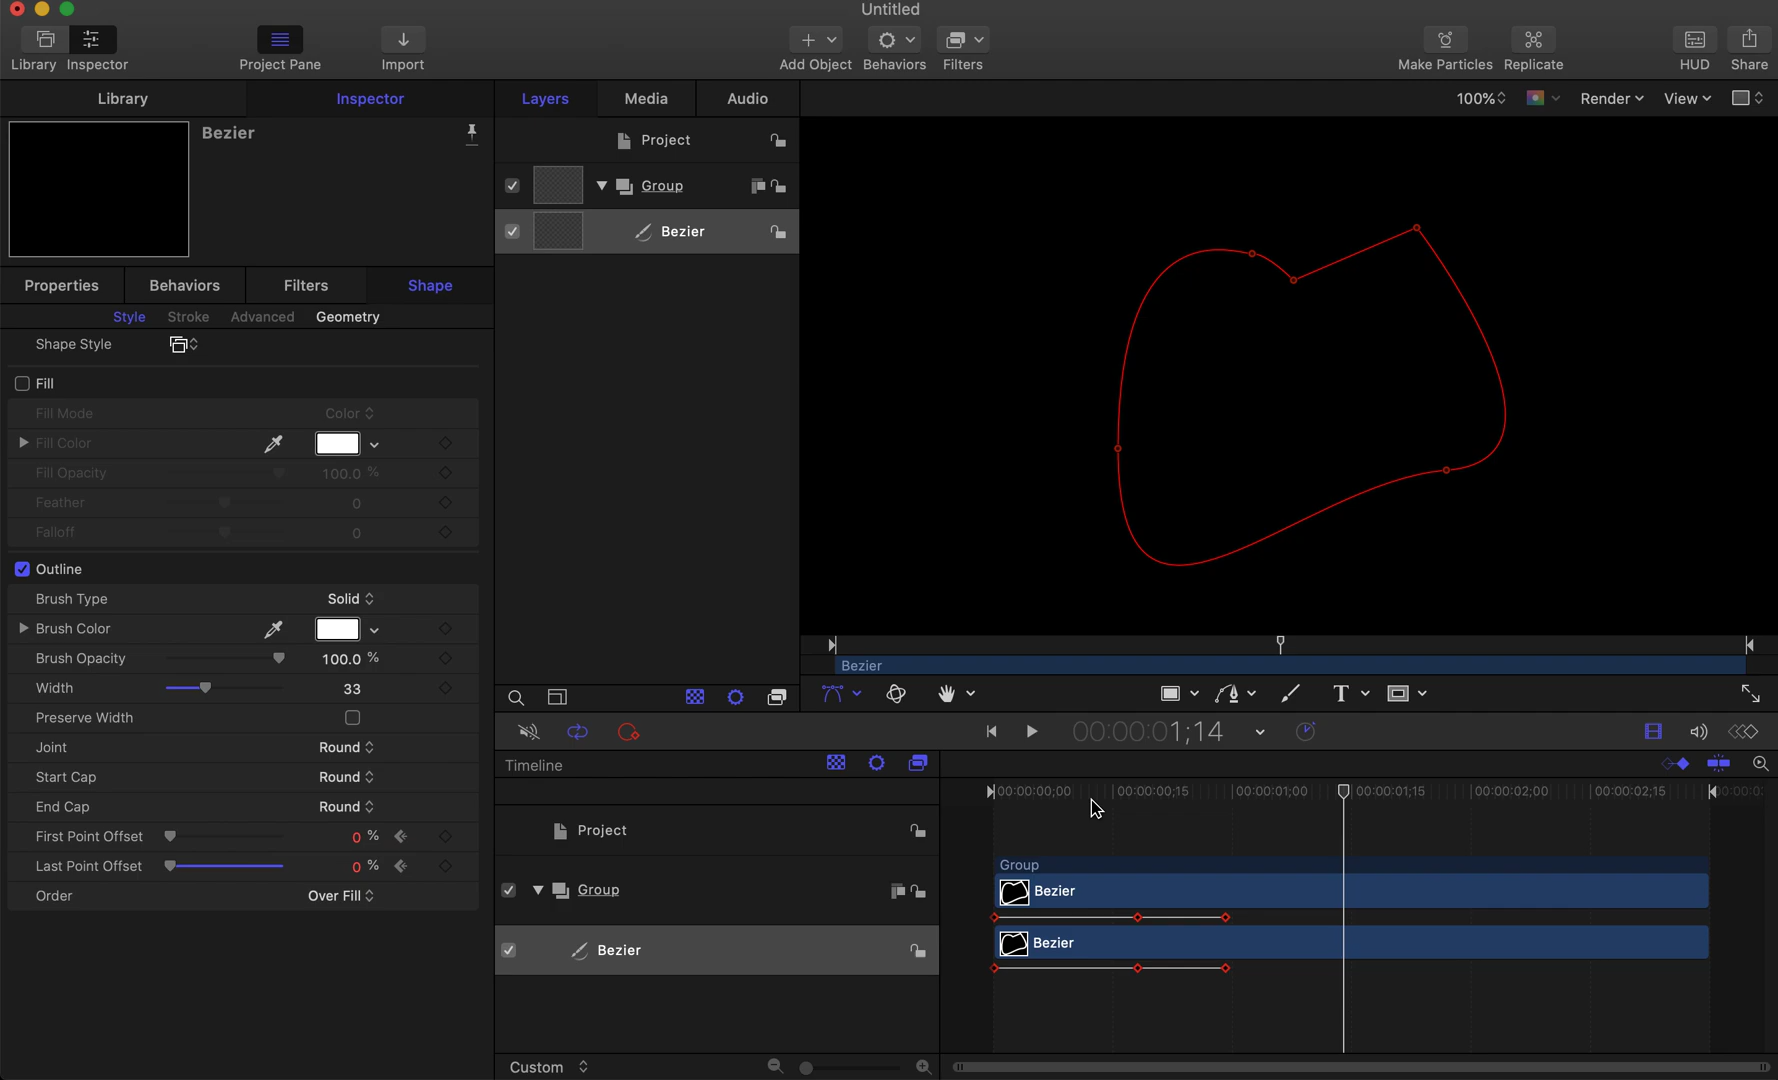 Untitled
Library Inspector Project Pane Import Add Object Behaviors Filters Make Particles Replicate HUD Share
Library Inspector Layers Media Audio 100% Render View
Bezier
Project
Group
Bezier
Properties Behaviors Filters Shape
Style Stroke Advanced Geometry
Shape Style
Fill
Fill Mode Color
Fill Color
Fill Opacity 100.0 %
Feather 0
Falloff 0
Outline
Brush Type Solid
Brush Color
Brush Opacity 100.0 %
Width 33
Preserve Width
Joint Round
Start Cap Round
End Cap Round
First Point Offset 0 %
Last Point Offset 0 %
Order Over Fill
Bezier
T
00:00:01;14
Timeline
00:00:00;00 00:00:00;15 00:00:01;00 00:00:01;15 00:00:02;00 00:00:02;15
Project
Group
Group Bezier
Bezier Bezier
Custom